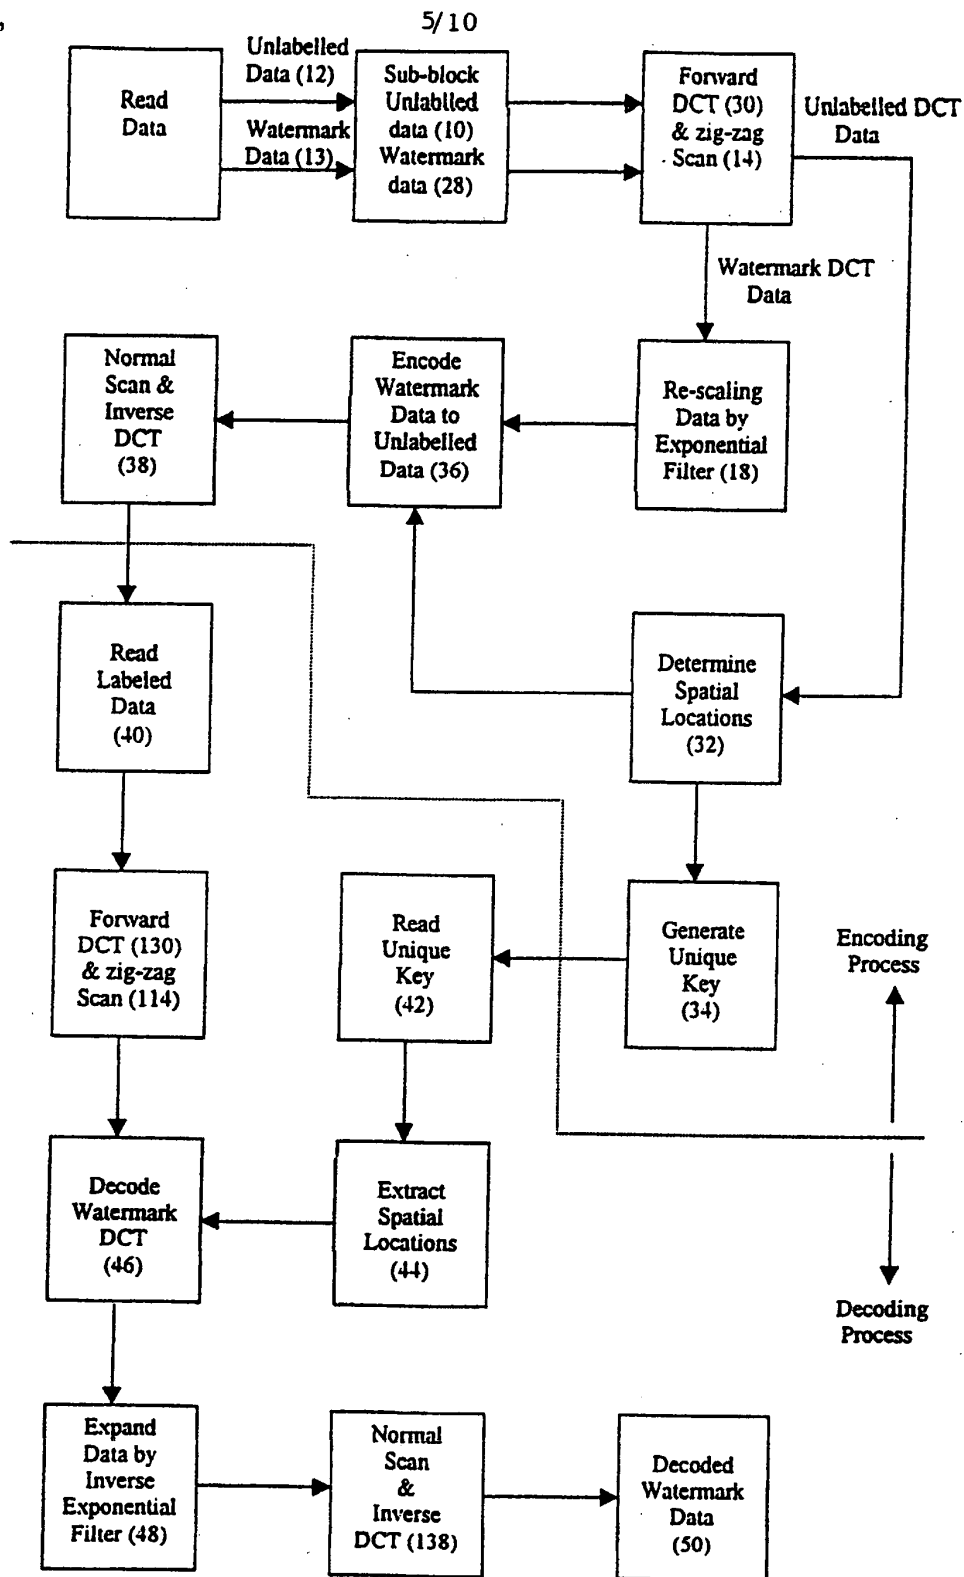 5/10
Read
Data
Unlabelled
Data (12)
Watermark
Data (13)
Sub-block
Unlablled
data (10)
Watermark
data (28)
Forward
DCT (30)
& zig-zag
Scan (14)
Unlabelled DCT
Data
Watermark DCT
Data
Normal
Scan &
Inverse
DCT
(38)
Encode
Watermark
Data to
Unlabelled
Data (36)
Re-scaling
Data by
Exponential
Filter (18)
Read
Labeled
Data
(40)
Determine
Spatial
Locations
(32)
Forward
DCT (130)
& zig-zag
Scan (114)
Read
Unique
Key
(42)
Generate
Unique
Key
(34)
Encoding
Process
Decode
Watermark
DCT
(46)
Extract
Spatial
Locations
(44)
Decoding
Process
Expand
Data by
Inverse
Exponential
Filter (48)
Normal
Scan
&
Inverse
DCT (138)
Decoded
Watermark
Data
(50)